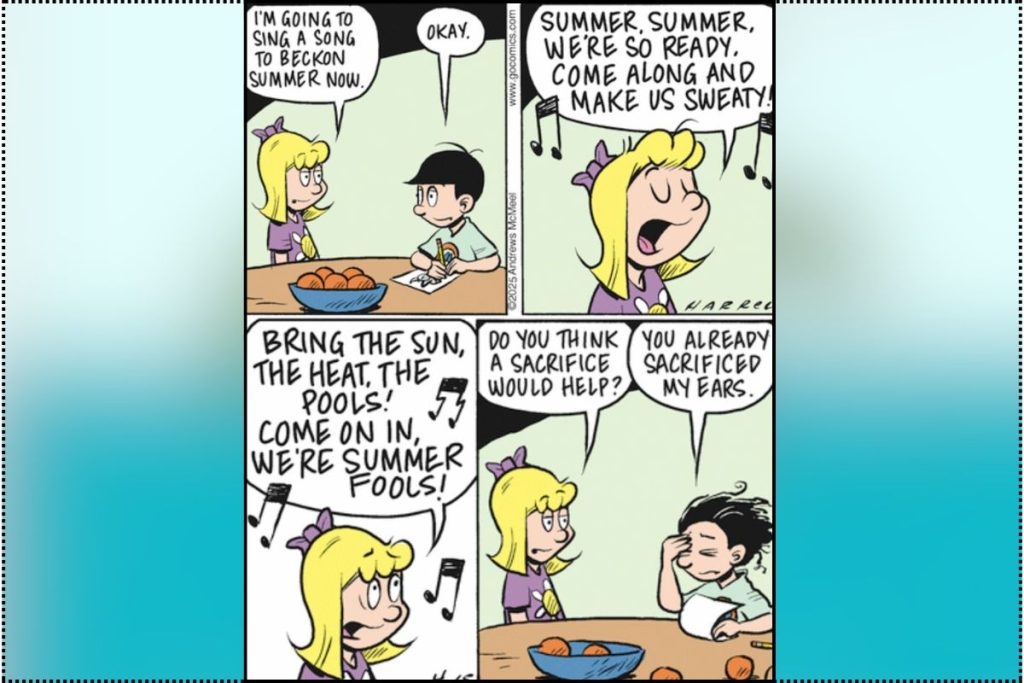 I'M GOING TO
SING A SONG
TO BECKON
SUMMER NOW.
OKAY.
www.gocomics.com
©2025 Andrews McMeel
SUMMER, SUMMER,
WE'RE SO READY.
COME ALONG AND
MAKE US SWEATY!
BRING THE SUN,
THE HEAT, THE
POOLS!
COME ON IN,
WE'RE SUMMER
FOOLS!
DO YOU THINK
A SACRIFICE
WOULD HELP?
YOU ALREADY
SACRIFICED
MY EARS.